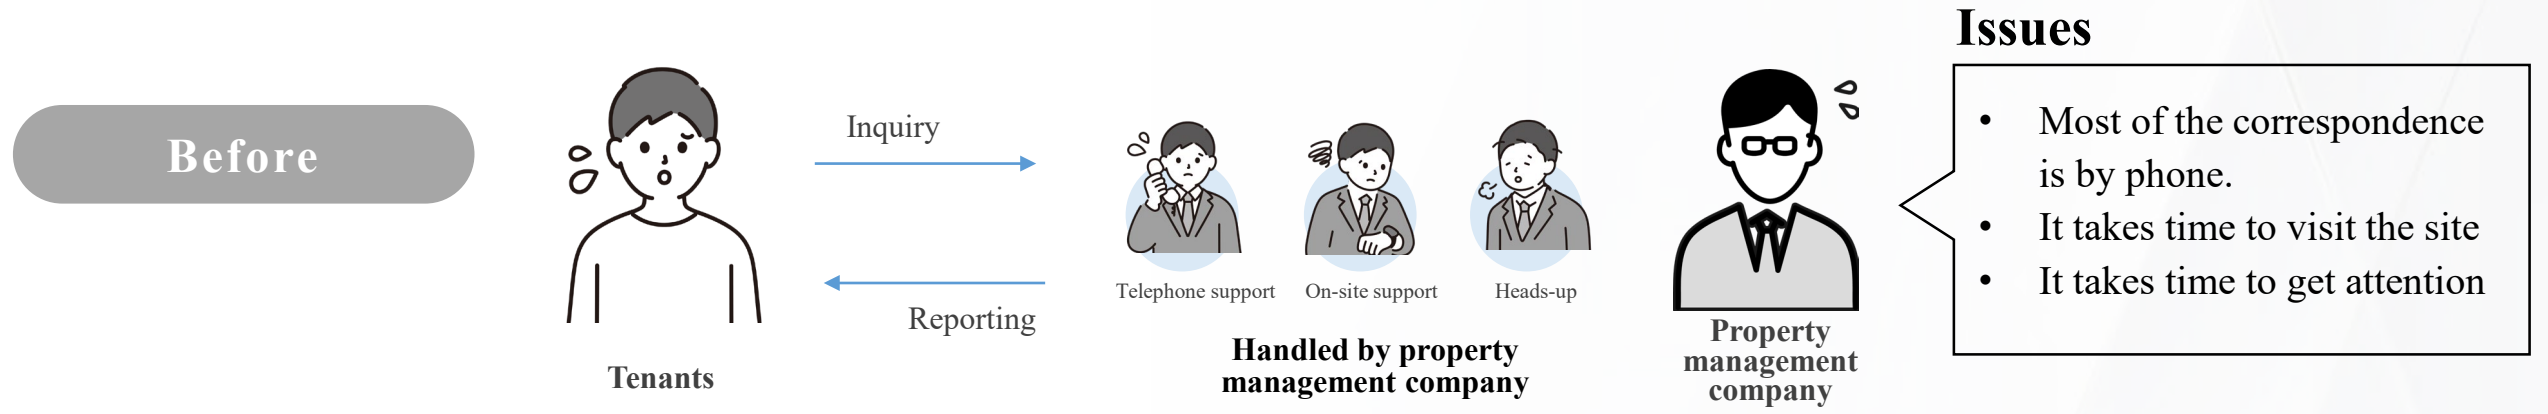 Before
Tenants
Inquiry
Reporting
Telephone support
On-site support
Heads-up
Handled by property
management company
Property
management
company
Issues
• Most of the correspondence
is by phone.
• It takes time to visit the site
• It takes time to get attention